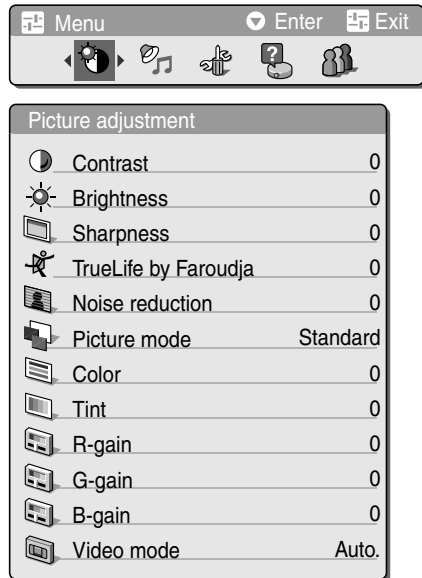 Menu Enter Exit
Picture adjustment
Contrast 0
Brightness 0
Sharpness 0
TrueLife by Faroudja 0
Noise reduction 0
Picture mode Standard
Color 0
Tint 0
R-gain 0
G-gain 0
B-gain 0
Video mode Auto.